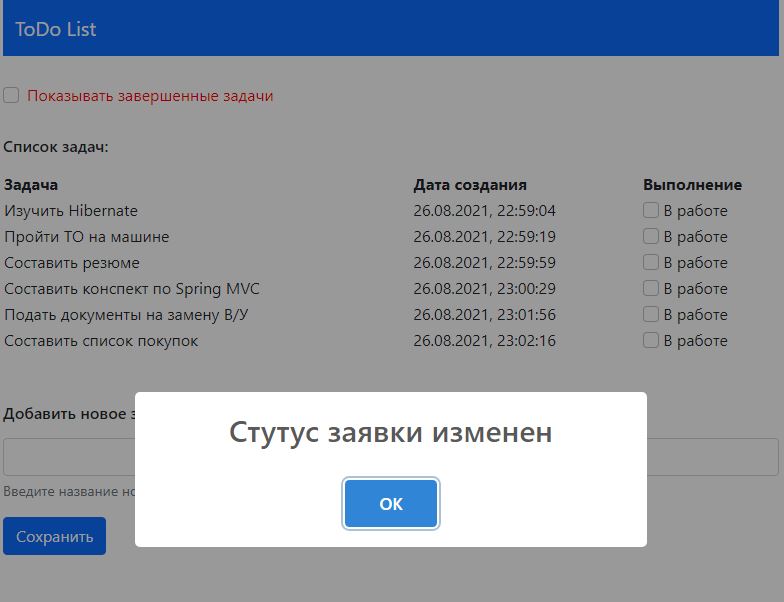 ToDo List
Показывать завершенные задачи
Список задач:
Задача Дата создания Выполнение
Изучить Hibernate 26.08.2021, 22:59:04 В работе
Пройти ТО на машине 26.08.2021, 22:59:19 В работе
Составить резюме 26.08.2021, 22:59:59 В работе
Составить конспект по Spring MVC 26.08.2021, 23:00:29 В работе
Подать документы на замену В/У 26.08.2021, 23:01:56 В работе
Составить список покупок 26.08.2021, 23:02:16 В работе
Добавить новое
Стутус заявки изменен
Введите название
OK
Сохранить